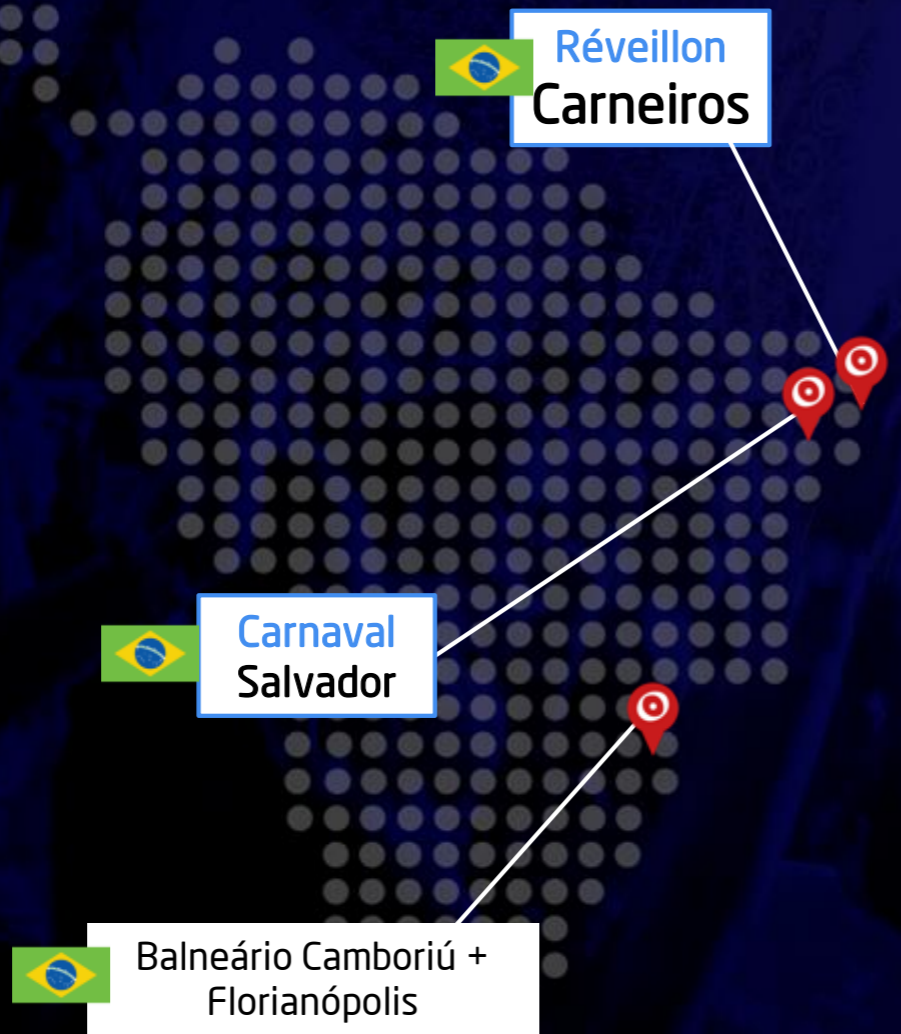 Réveillon
Carneiros
Carnaval
Salvador
Balneário Camboriú +
Florianópolis